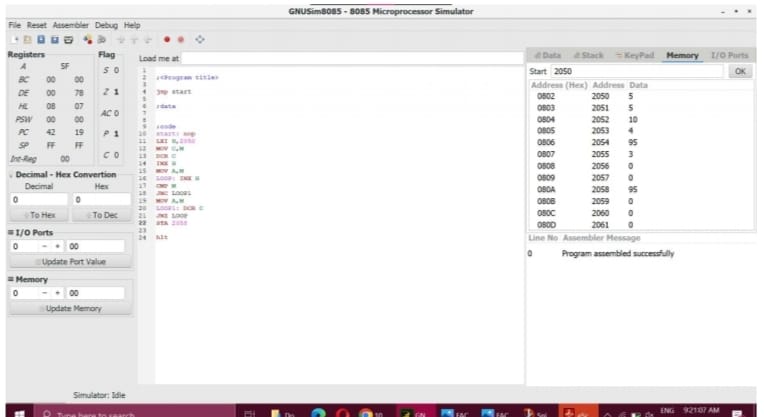 GNUSim8085 - 8085 Microprocessor Simulator
File Reset Assembler Debug Help
Registers
Flag
A 5F
BC 00 00
DE 00 78
HL 08 07
PSW 00 00
PC 42 19
SP FF FF
Int-Reg 00
S 0
Z 1
AC 0
P 1
C 0
Decimal - Hex Convertion
Decimal Hex
0 0
To Hex To Dec
I/O Ports
0 - + 00
Update Port Value
Memory
0 - + 00
Update Memory
Load me at
1
2 ;<Program title>
3
4 jmp start
5
6 ;data
7
8
9 ;code
10 start: nop
11 LXI H,2050
12 MOV C,M
13 DCR C
14 INX H
15 MOV A,M
16 LOOP: INX H
17 CMP M
18 JNC LOOP1
19 MOV A,M
20 LOOP1: DCR C
21 JNZ LOOP
22 STA 2058
23
24 hlt
Data Stack KeyPad Memory I/O Ports
Start 2050 OK
Address (Hex) Address Data
0802 2050 5
0803 2051 5
0804 2052 10
0805 2053 4
0806 2054 95
0807 2055 3
0808 2056 0
0809 2057 0
080A 2058 95
080B 2059 0
080C 2060 0
080D 2061 0
Line No Assembler Message
0 Program assembled successfully
Simulator: Idle
Type here to search
ENG 9:21:07 AM